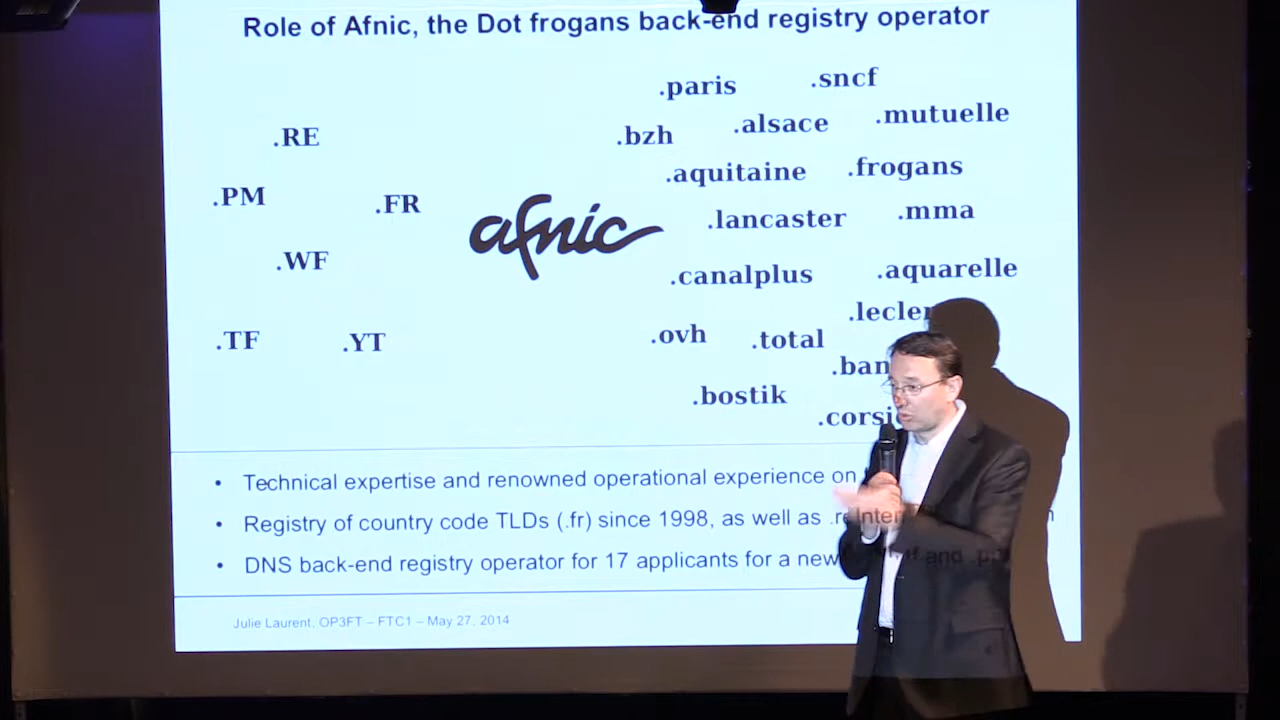 Role of Afnic, the Dot frogans back-end registry operator
.paris .sncf
.RE .bzh .alsace .mutuelle
.aquitaine .frogans
.PM .FR
afnic
.lancaster .mma
.WF
.canalplus .aquarelle
.TF .YT
.ovh .total
.bostik
Technical expertise and renowned operational experience on
Registry of country code TLDs (.fr) since 1998, as well as
DNS back-end registry operator for 17 applicants for a new
Julie Laurent, OP3FT – FTC1 – May 27, 2014